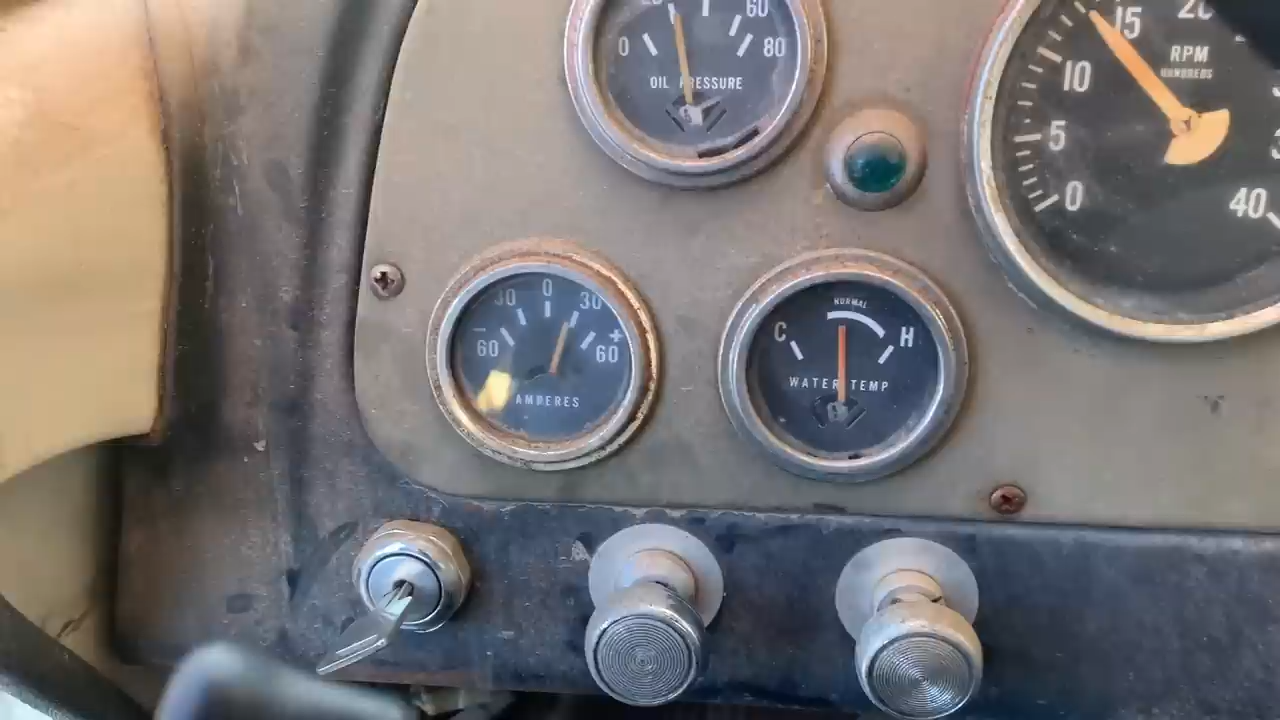 20 60
0 80
OIL PRESSURE
15 20
10 RPM
HUNDREDS
5
0 40
30 0 30
- +
60 60
AMPERES
NORMAL
C H
WATER TEMP